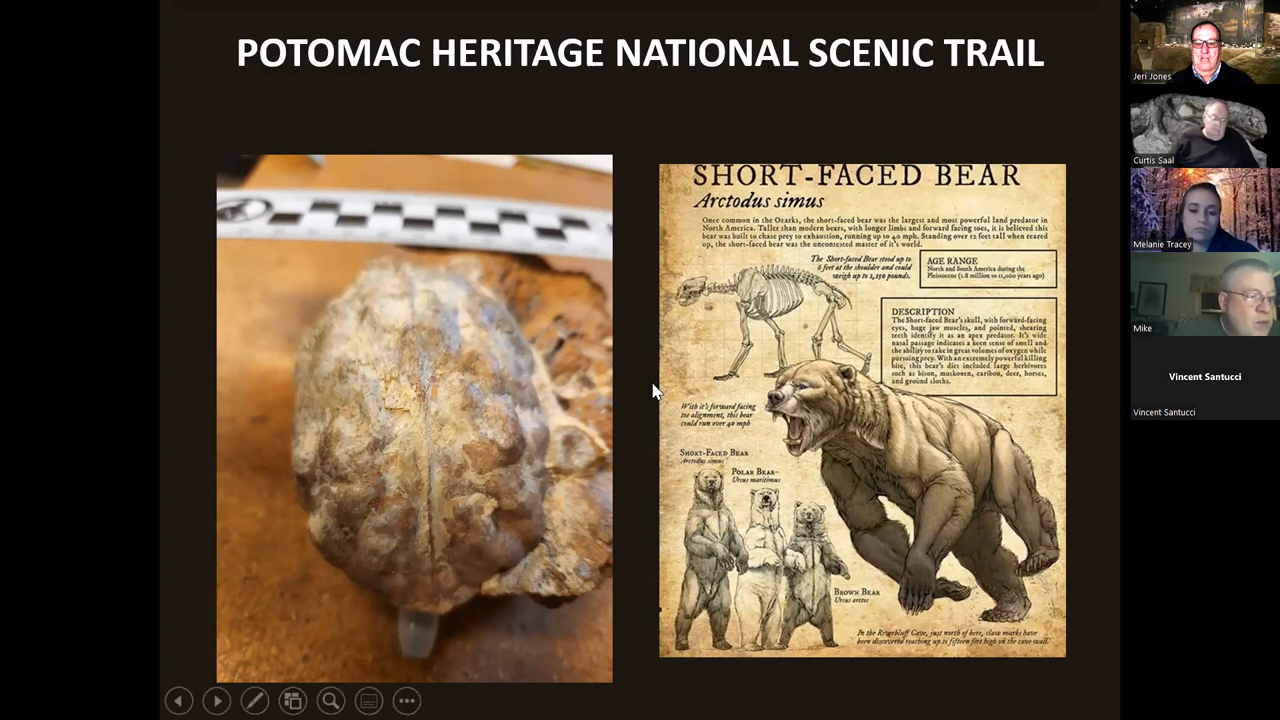 POTOMAC HERITAGE NATIONAL SCENIC TRAIL
SHORT-FACED BEAR
Arctodus simus
Once common in the Ozarks, the short-faced bear was the largest and most powerful land predator in
North America. Taller than modern bears, with longer limbs and forward facing toes, it is believed this
bear was built to chase prey to exhaustion, running up to 40 mph. Standing over 12 feet tall when reared
up, the short-faced bear was the uncontested master of it's world.
The Short-faced Bear stood up to
6 feet at the shoulder and could
weigh up to 2,250 pounds.
AGE RANGE
North and South America during the
Pleistocene (1.8 million to 11,000 years ago)
DESCRIPTION
The Short-faced Bear's skull, with forward-facing
eyes, huge jaw muscles, and pointed, shearing
teeth identify it as an apex predator. It's wide
nasal passage indicates a keen sense of smell and
the ability to take in great volumes of oxygen while
pursuing prey. With an extremely powerful killing
bite, this bear's diet included large herbivores
such as bison, muskoxen, caribou, deer, horses,
and ground sloths.
With it's forward facing
toe alignment, this bear
could run over 40 mph
SHORT-FACED BEAR
Arctodus simus
POLAR BEAR-
Ursus maritimus
BROWN BEAR
Ursus arctos
In the Riverbluff Cave, just north of here, claw marks have
been discovered reaching up to fifteen feet high on the cave wall.
Jeri Jones
Curtis Saal
Melanie Tracey
Mike
Vincent Santucci
Vincent Santucci